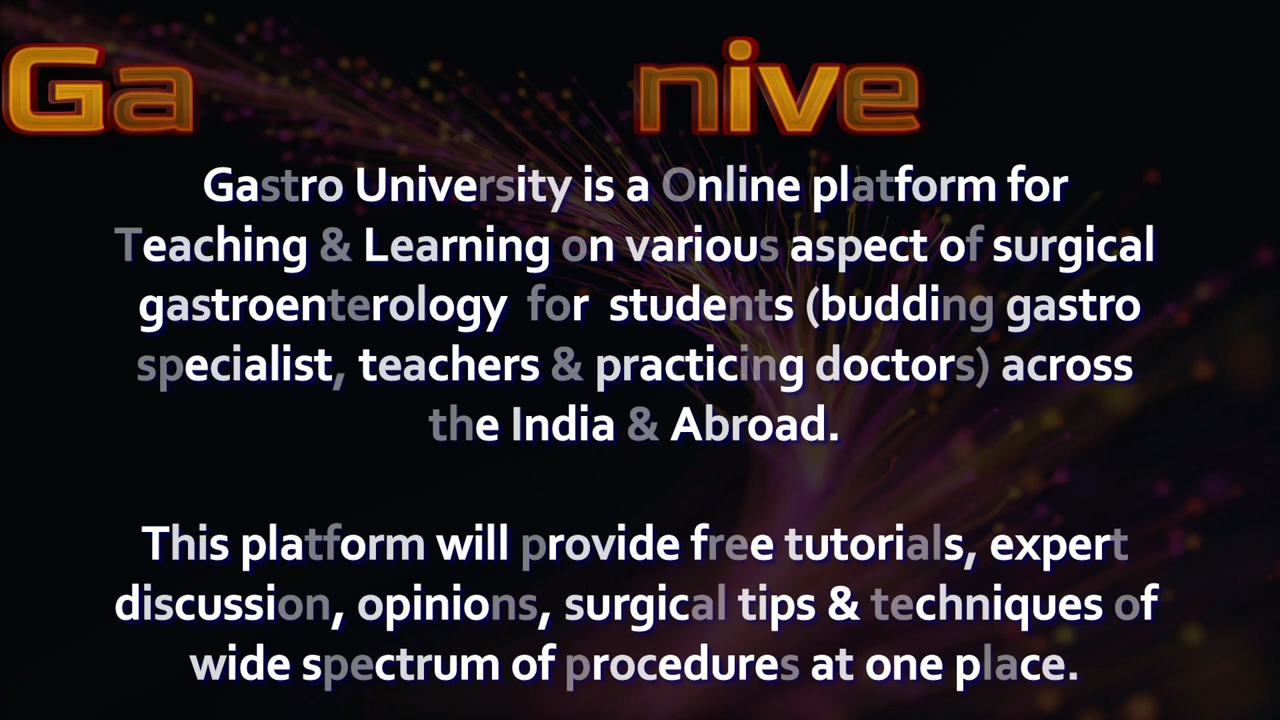 Ga nive
Gastro University is a Online platform for
Teaching & Learning on various aspect of surgical
gastroenterology for students (budding gastro
specialist, teachers & practicing doctors) across
the India & Abroad.
This platform will provide free tutorials, expert
discussion, opinions, surgical tips & techniques of
wide spectrum of procedures at one place.